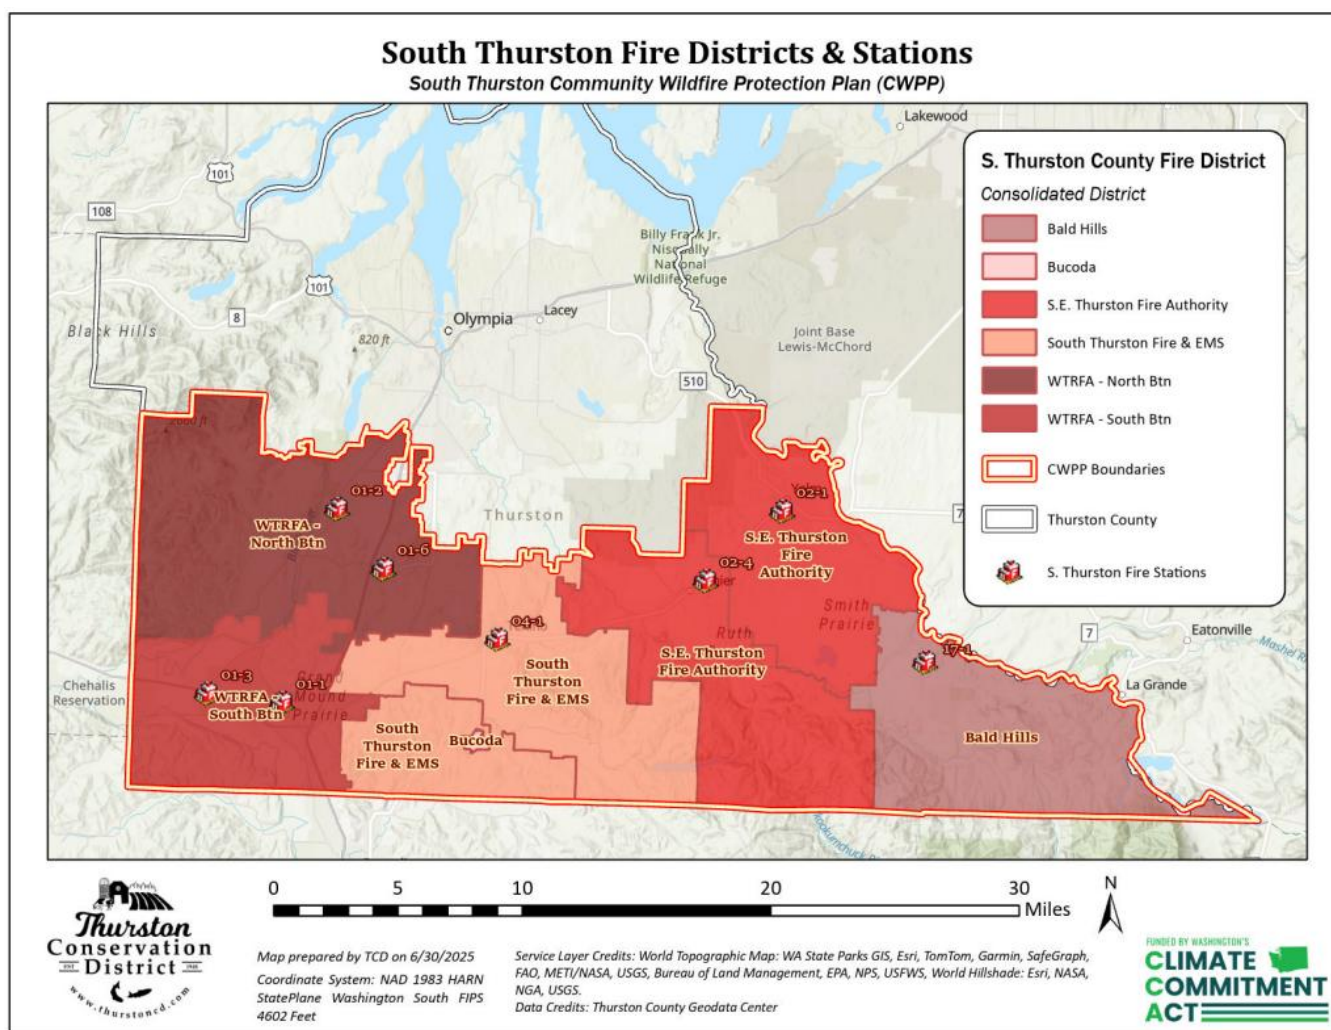 South Thurston Fire Districts & Stations
South Thurston Community Wildfire Protection Plan (CWPP)
Lakewood
101
108
Billy Frank Jr.
Nisqually
National
Wildlife Refuge
101
8
Olympia
Lacey
Black Hills
820 ft
Joint Base
Lewis-McChord
510
Thurston
7
01-2
WTRFA -
North Btn
01-6
02-1
S.E. Thurston
Fire
Authority
02-4
04-1
Smith
Prairie
Ruth
S.E. Thurston
Fire Authority
South
Thurston
Fire & EMS
17-1
7
Eatonville
La Grande
Chehalis
Reservation
01-3
01-1
WTRFA -
South Btn
Grand
Mound
Prairie
South
Thurston
Fire & EMS
Bucoda
Bald Hills
S. Thurston County Fire District
Consolidated District
Bald Hills
Bucoda
S.E. Thurston Fire Authority
South Thurston Fire & EMS
WTRFA - North Btn
WTRFA - South Btn
CWPP Boundaries
Thurston County
S. Thurston Fire Stations
0 5 10 20 30
Miles
N
Thurston
Conservation
District
www.thurstoncd.com
Map prepared by TCD on 6/30/2025
Coordinate System: NAD 1983 HARN
StatePlane Washington South FIPS
4602 Feet
Service Layer Credits: World Topographic Map: WA State Parks GIS, Esri, TomTom, Garmin, SafeGraph,
FAO, METI/NASA, USGS, Bureau of Land Management, EPA, NPS, USFWS, World Hillshade: Esri, NASA,
NGA, USGS.
Data Credits: Thurston County Geodata Center
FUNDED BY WASHINGTON'S
CLIMATE
COMMITMENT
ACT